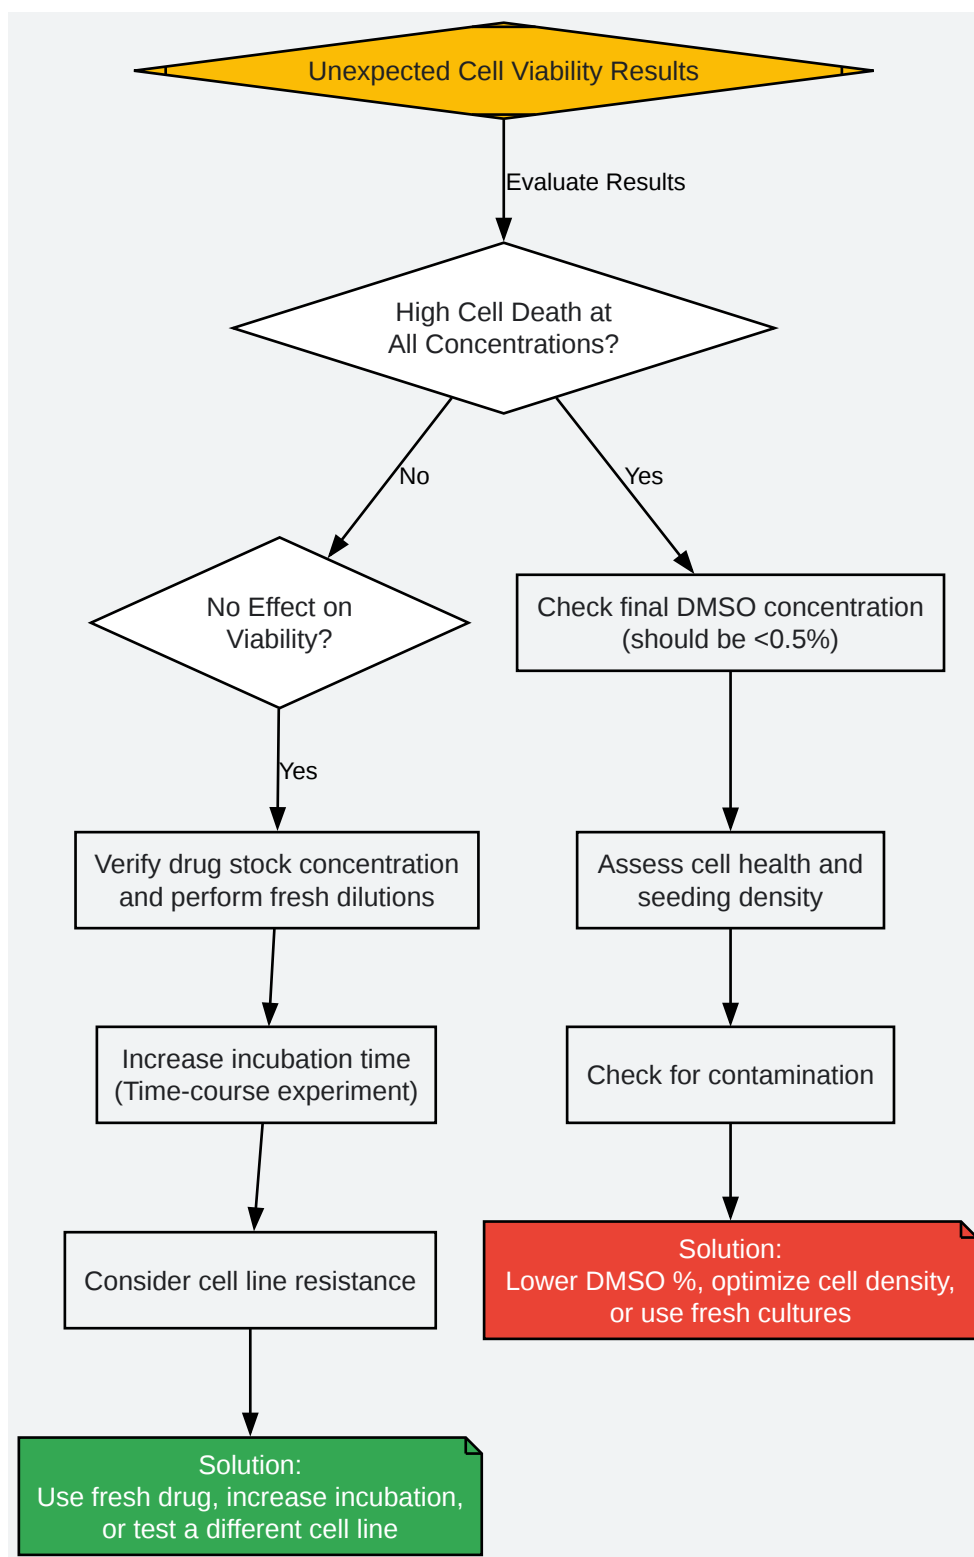 Unexpected Cell Viability Results
Evaluate Results
High Cell Death at
All Concentrations?
No
Yes
No Effect on
Viability?
Check final DMSO concentration
(should be <0.5%)
Yes
Verify drug stock concentration
and perform fresh dilutions
Assess cell health and
seeding density
Increase incubation time
(Time-course experiment)
Check for contamination
Consider cell line resistance
Solution:
Lower DMSO %, optimize cell density,
or use fresh cultures
Solution:
Use fresh drug, increase incubation,
or test a different cell line